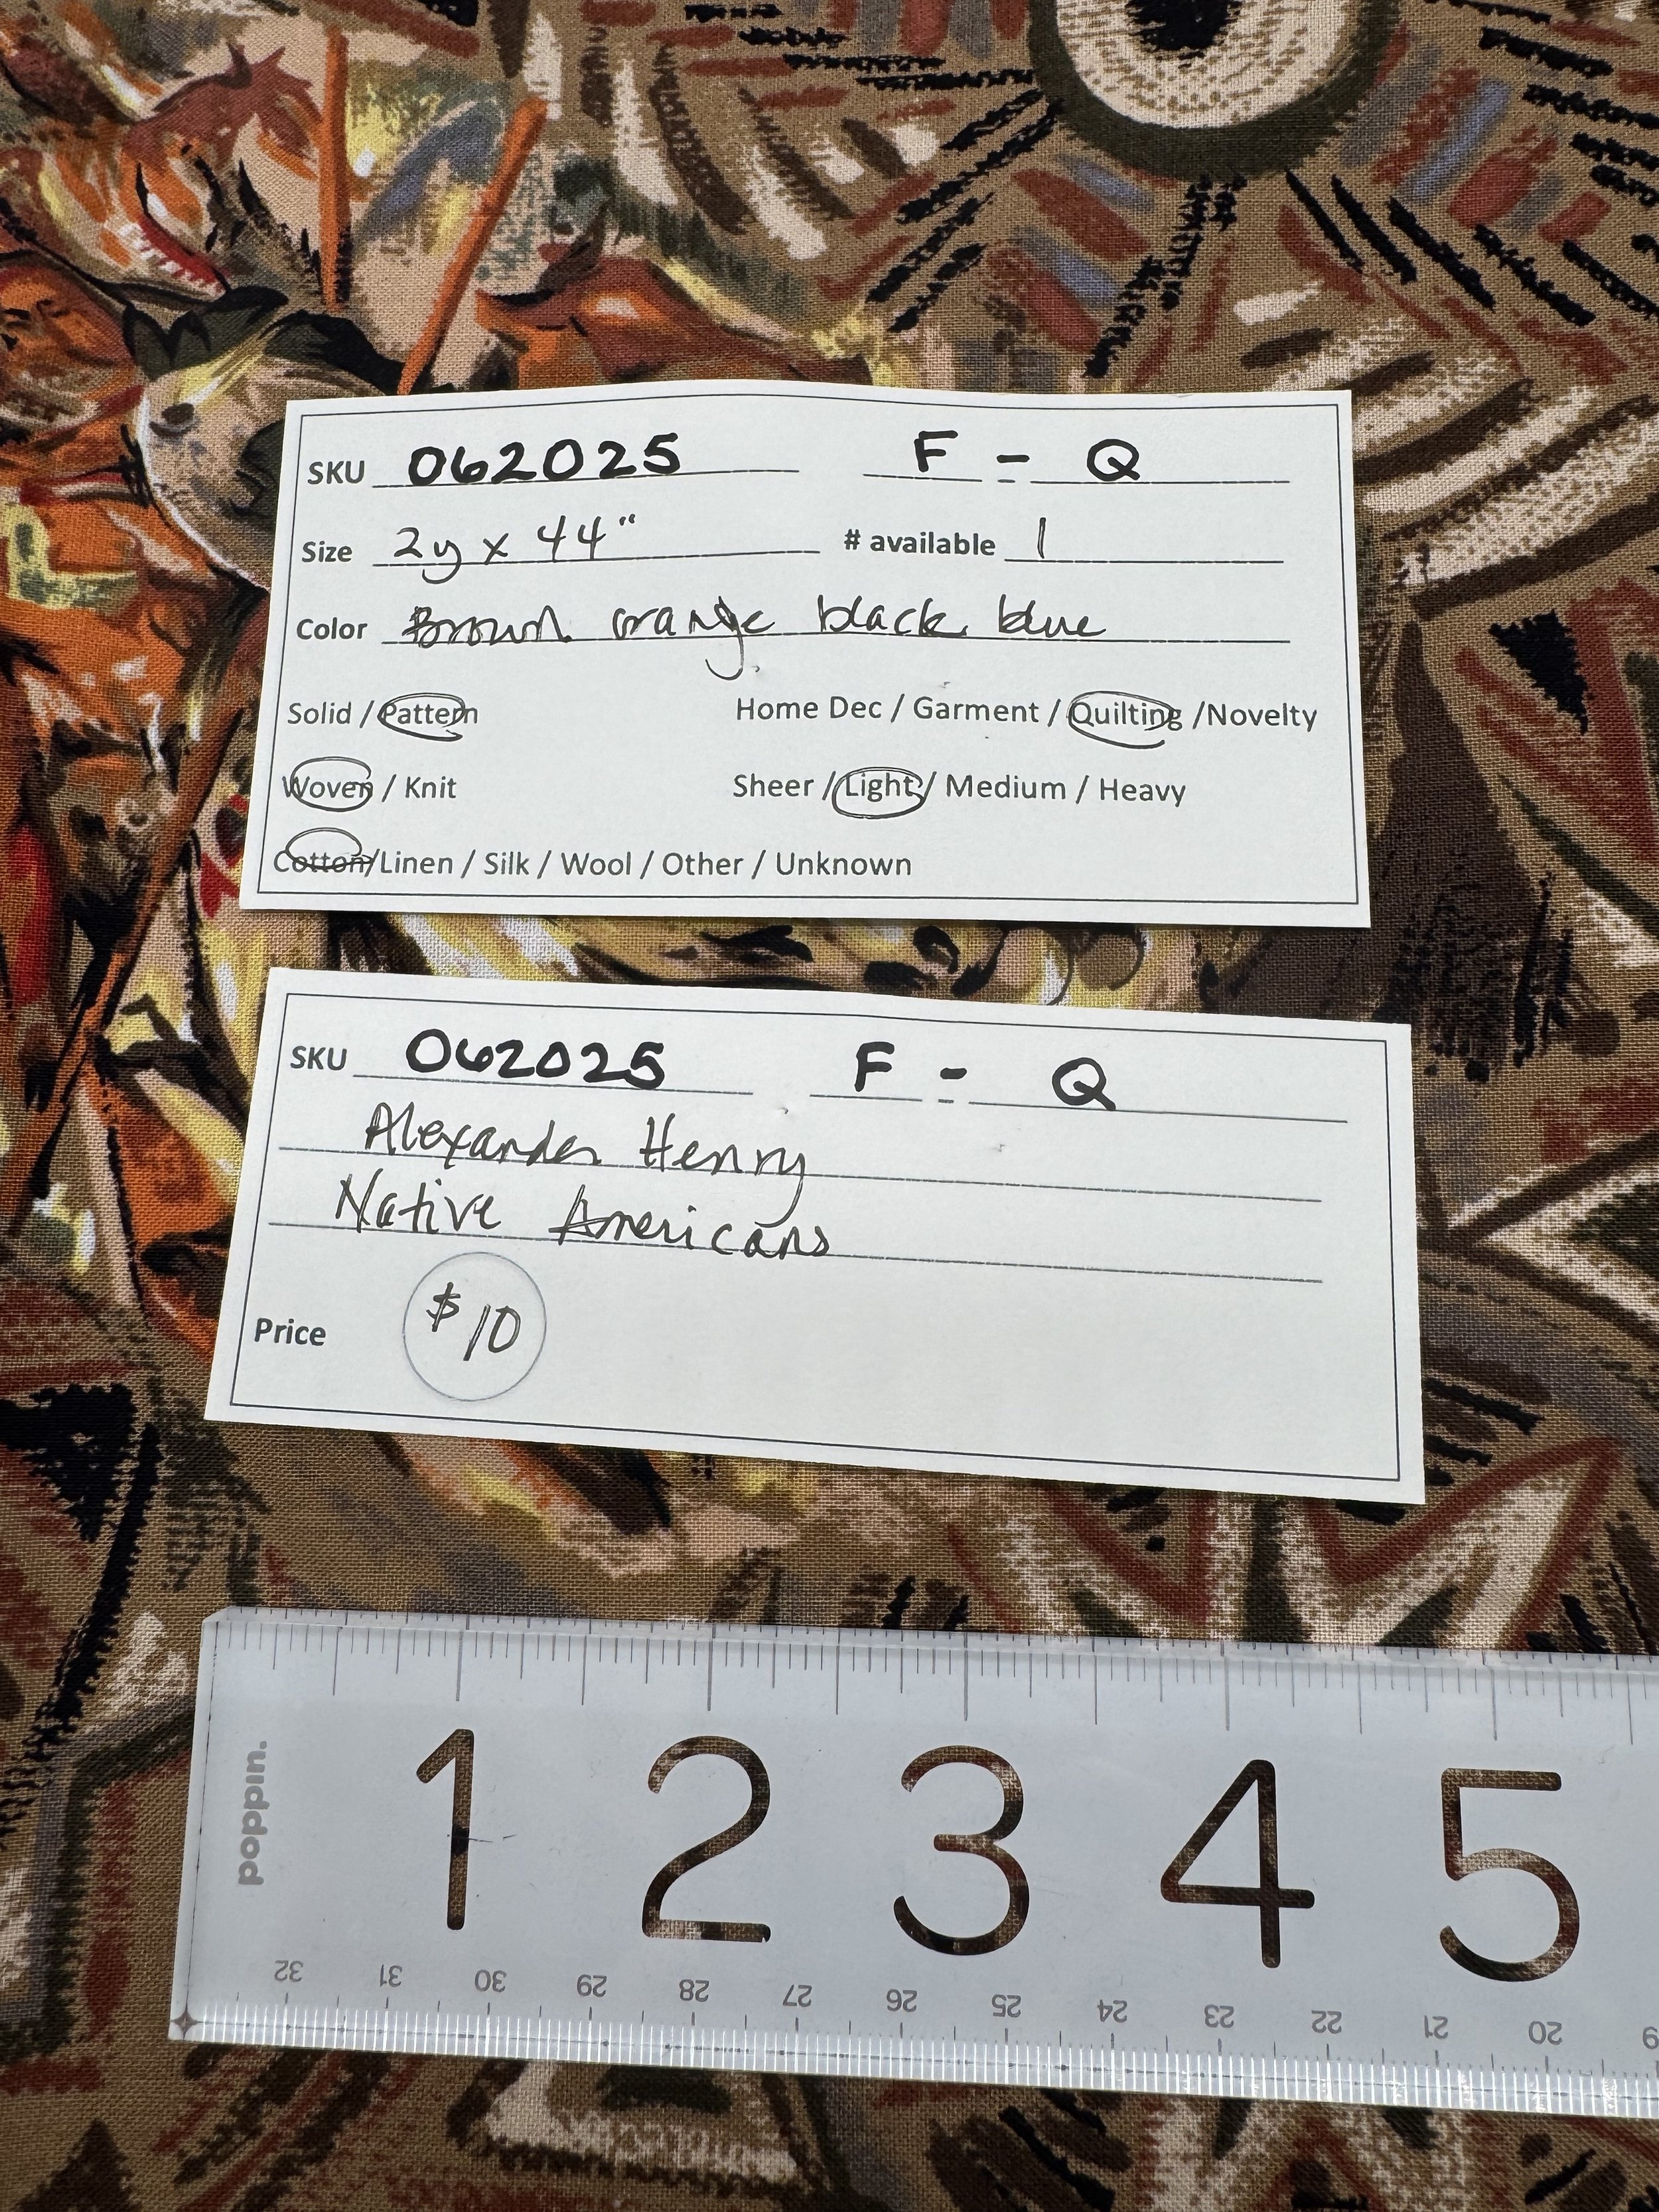 SKU 062025 F - Q
Size 2y x 44" # available 1
Color Brown orange black blue
Solid / Pattern Home Dec / Garment / Quilting /Novelty
Woven / Knit Sheer / Light / Medium / Heavy
Cotton/Linen / Silk / Wool / Other / Unknown
SKU 062025 F - Q
Alexander Henry
Native Americans
Price $10
poppin.
1 2 3 4 5
32 31 30 29 28 27 26 25 24 23 22 21 20